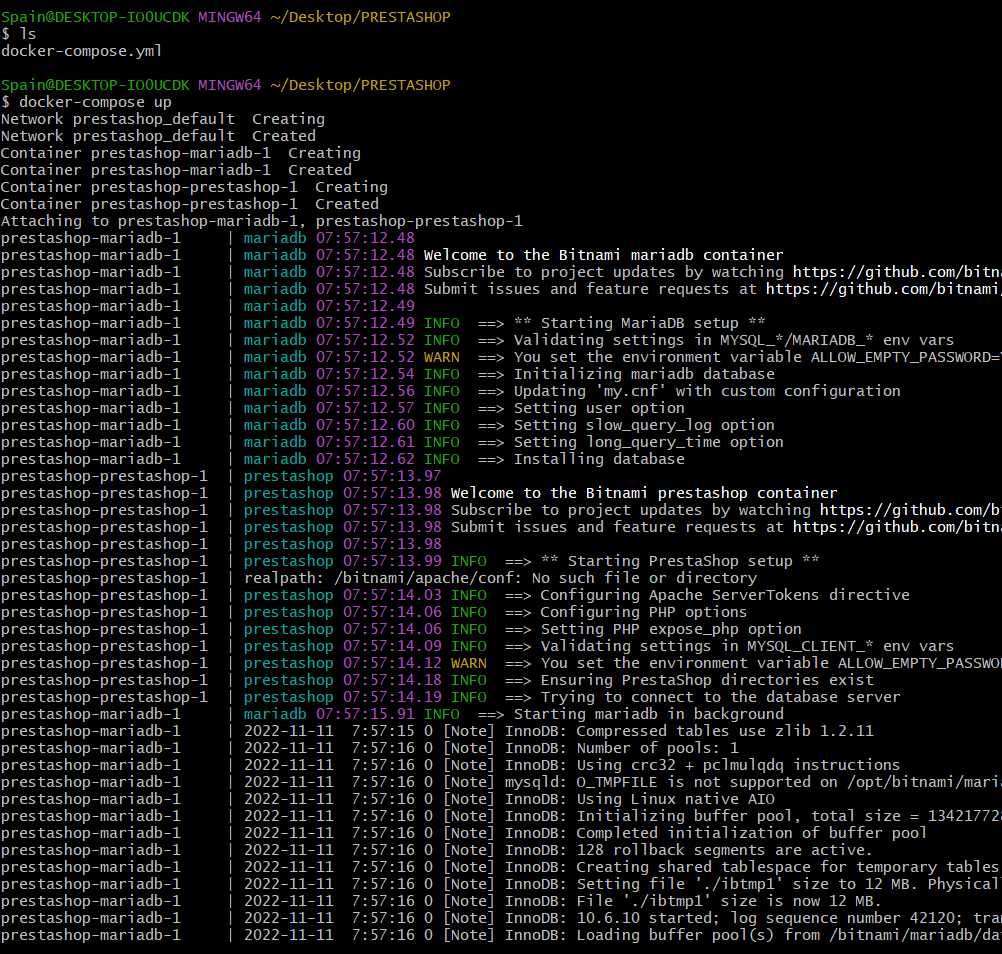 Spain@DESKTOP-IOOUCDK MINGW64 ~/Desktop/PRESTASHOP
$ ls
docker-compose.yml
Spain@DESKTOP-IOOUCDK MINGW64 ~/Desktop/PRESTASHOP
$ docker-compose up
Network prestashop_default  Creating
Network prestashop_default  Created
Container prestashop-mariadb-1  Creating
Container prestashop-mariadb-1  Created
Container prestashop-prestashop-1  Creating
Container prestashop-prestashop-1  Created
Attaching to prestashop-mariadb-1, prestashop-prestashop-1
prestashop-mariadb-1     | mariadb 07:57:12.48
prestashop-mariadb-1     | mariadb 07:57:12.48 Welcome to the Bitnami mariadb container
prestashop-mariadb-1     | mariadb 07:57:12.48 Subscribe to project updates by watching https://github.com/bitn
prestashop-mariadb-1     | mariadb 07:57:12.48 Submit issues and feature requests at https://github.com/bitnami/
prestashop-mariadb-1     | mariadb 07:57:12.49
prestashop-mariadb-1     | mariadb 07:57:12.49 INFO  ==> ** Starting MariaDB setup **
prestashop-mariadb-1     | mariadb 07:57:12.52 INFO  ==> Validating settings in MYSQL_*/MARIADB_* env vars
prestashop-mariadb-1     | mariadb 07:57:12.52 WARN  ==> You set the environment variable ALLOW_EMPTY_PASSWORD=
prestashop-mariadb-1     | mariadb 07:57:12.54 INFO  ==> Initializing mariadb database
prestashop-mariadb-1     | mariadb 07:57:12.56 INFO  ==> Updating 'my.cnf' with custom configuration
prestashop-mariadb-1     | mariadb 07:57:12.57 INFO  ==> Setting user option
prestashop-mariadb-1     | mariadb 07:57:12.60 INFO  ==> Setting slow_query_log option
prestashop-mariadb-1     | mariadb 07:57:12.61 INFO  ==> Setting long_query_time option
prestashop-mariadb-1     | mariadb 07:57:12.62 INFO  ==> Installing database
prestashop-prestashop-1  | prestashop 07:57:13.97
prestashop-prestashop-1  | prestashop 07:57:13.98 Welcome to the Bitnami prestashop container
prestashop-prestashop-1  | prestashop 07:57:13.98 Subscribe to project updates by watching https://github.com/b
prestashop-prestashop-1  | prestashop 07:57:13.98 Submit issues and feature requests at https://github.com/bitn
prestashop-prestashop-1  | prestashop 07:57:13.98
prestashop-prestashop-1  | prestashop 07:57:13.99 INFO  ==> ** Starting PrestaShop setup **
prestashop-prestashop-1  | realpath: /bitnami/apache/conf: No such file or directory
prestashop-prestashop-1  | prestashop 07:57:14.03 INFO  ==> Configuring Apache ServerTokens directive
prestashop-prestashop-1  | prestashop 07:57:14.06 INFO  ==> Configuring PHP options
prestashop-prestashop-1  | prestashop 07:57:14.06 INFO  ==> Setting PHP expose_php option
prestashop-prestashop-1  | prestashop 07:57:14.09 INFO  ==> Validating settings in MYSQL_CLIENT_* env vars
prestashop-prestashop-1  | prestashop 07:57:14.12 WARN  ==> You set the environment variable ALLOW_EMPTY_PASSWO
prestashop-prestashop-1  | prestashop 07:57:14.18 INFO  ==> Ensuring PrestaShop directories exist
prestashop-prestashop-1  | prestashop 07:57:14.19 INFO  ==> Trying to connect to the database server
prestashop-mariadb-1     | mariadb 07:57:15.91 INFO  ==> Starting mariadb in background
prestashop-mariadb-1     | 2022-11-11  7:57:15 0 [Note] InnoDB: Compressed tables use zlib 1.2.11
prestashop-mariadb-1     | 2022-11-11  7:57:16 0 [Note] InnoDB: Number of pools: 1
prestashop-mariadb-1     | 2022-11-11  7:57:16 0 [Note] InnoDB: Using crc32 + pclmulqdq instructions
prestashop-mariadb-1     | 2022-11-11  7:57:16 0 [Note] mysqld: O_TMPFILE is not supported on /opt/bitnami/mari
prestashop-mariadb-1     | 2022-11-11  7:57:16 0 [Note] InnoDB: Using Linux native AIO
prestashop-mariadb-1     | 2022-11-11  7:57:16 0 [Note] InnoDB: Initializing buffer pool, total size = 134217728
prestashop-mariadb-1     | 2022-11-11  7:57:16 0 [Note] InnoDB: Completed initialization of buffer pool
prestashop-mariadb-1     | 2022-11-11  7:57:16 0 [Note] InnoDB: 128 rollback segments are active.
prestashop-mariadb-1     | 2022-11-11  7:57:16 0 [Note] InnoDB: Creating shared tablespace for temporary tables
prestashop-mariadb-1     | 2022-11-11  7:57:16 0 [Note] InnoDB: Setting file './ibtmp1' size to 12 MB. Physicall
prestashop-mariadb-1     | 2022-11-11  7:57:16 0 [Note] InnoDB: File './ibtmp1' size is now 12 MB.
prestashop-mariadb-1     | 2022-11-11  7:57:16 0 [Note] InnoDB: 10.6.10 started; log sequence number 42120; tra
prestashop-mariadb-1     | 2022-11-11  7:57:16 0 [Note] InnoDB: Loading buffer pool(s) from /bitnami/mariadb/da